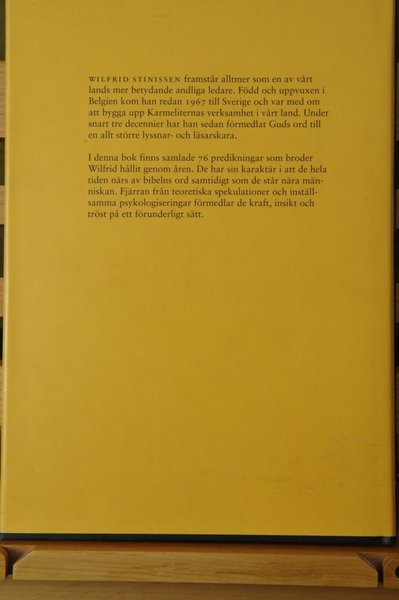 WILFRID STINISSEN framstår alltmer som en av vårt
lands mer betydande andliga ledare. Född och uppvuxen i
Belgien kom han redan 1967 till Sverige och var med om
att bygga upp Karmeliternas verksamhet i vårt land. Under
snart tre decennier har han sedan förmedlat Guds ord till
en allt större lyssnar- och läsarskara.
I denna bok finns samlade 76 predikningar som broder
Wilfrid hållit genom åren. De har sin karaktär i att de hela
tiden närs av bibelns ord samtidigt som de står nära män-
niskan. Fjärran från teoretiska spekulationer och inställ-
samma psykologiseringar förmedlar de kraft, insikt och
tröst på ett förunderligt sätt.